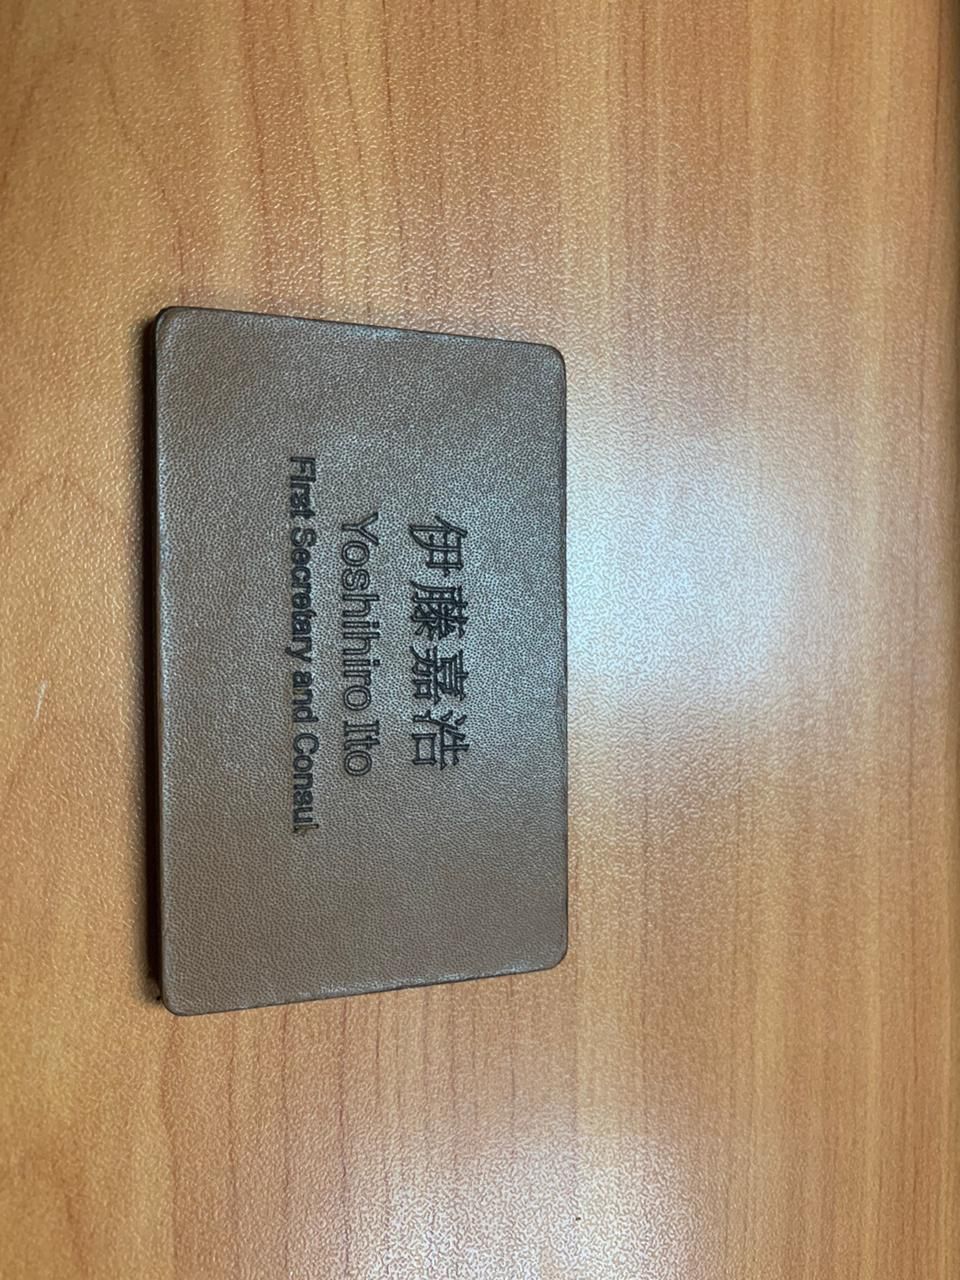 伊藤嘉浩
Yoshihiro Ito
First Secretary and Consul